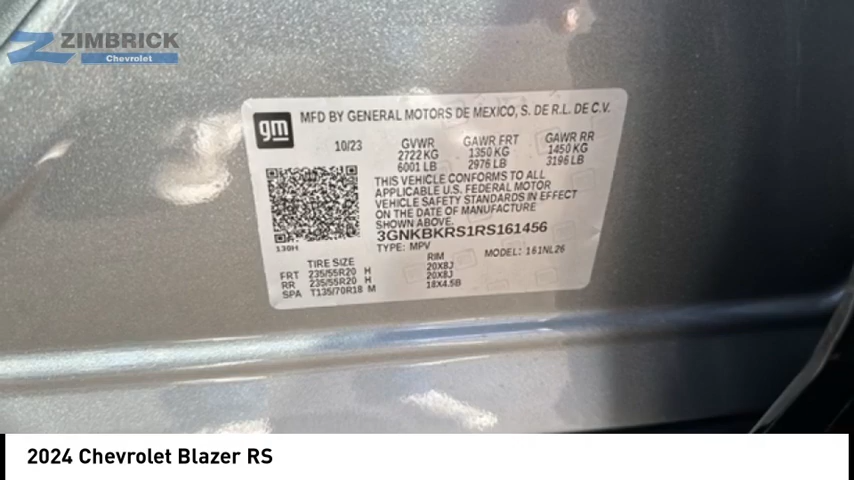 ZIMBRICK
Chevrolet
gm
MFD BY GENERAL MOTORS DE MEXICO, S. DE R.L. DE C.V.
10/23
GVWR GAWR FRT GAWR RR
2722 KG 1350 KG 1450 KG
6001 LB 2976 LB 3196 LB
THIS VEHICLE CONFORMS TO ALL
APPLICABLE U.S. FEDERAL MOTOR
VEHICLE SAFETY STANDARDS IN EFFECT
ON THE DATE OF MANUFACTURE
SHOWN ABOVE.
3GNKBKRS1RS161456
130H
TYPE: MPV MODEL: 161NL26
TIRE SIZE RIM
FRT 235/55R20 H 20X8J
RR 235/55R20 H 20X8J
SPA T135/70R18 M 18X4.5B
2024 Chevrolet Blazer RS